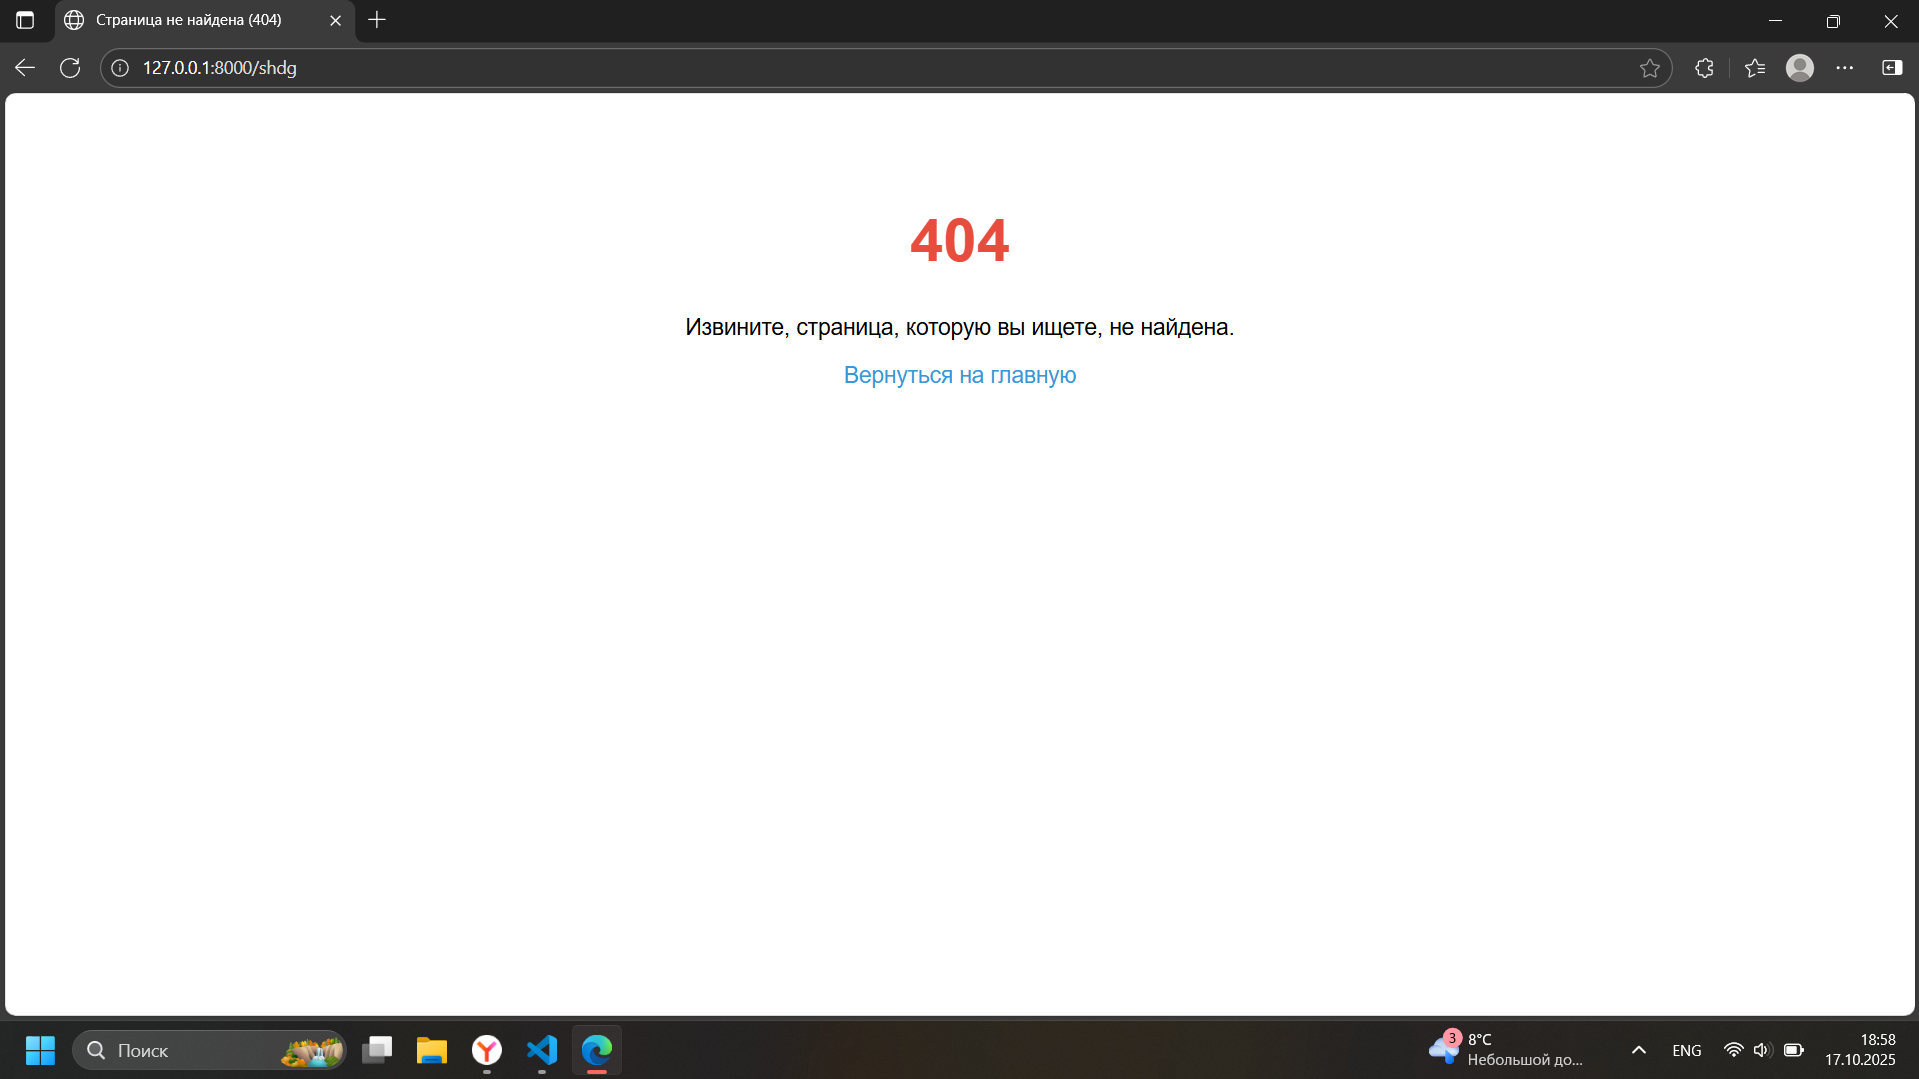 Страница не найдена (404)
127.0.0.1:8000/shdg
404
Извините, страница, которую вы ищете, не найдена.
Вернуться на главную
Поиск
3
8°C
Небольшой до...
ENG
18:58
17.10.2025